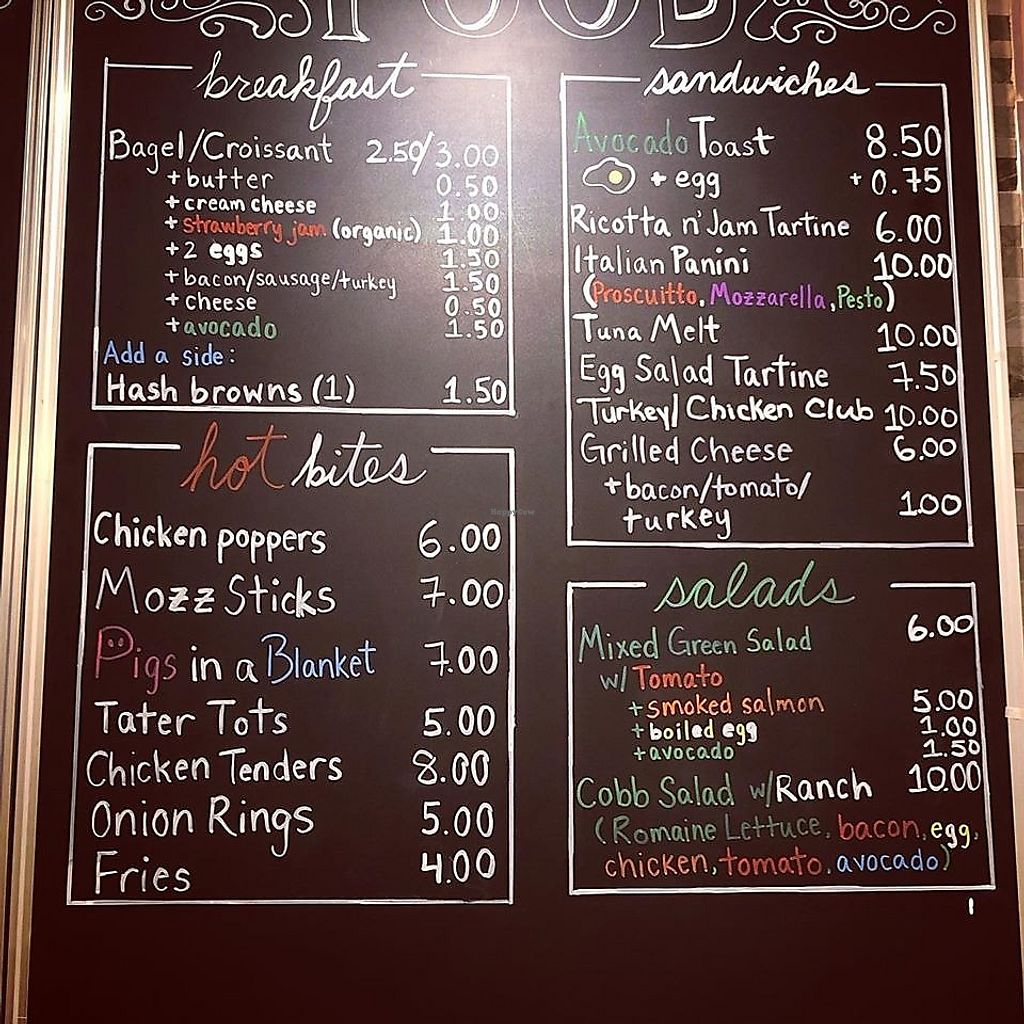 FOOD
breakfast
Bagel/Croissant 2.50/3.00
+butter 0.50
+cream cheese 1.00
+strawberry jam (organic) 1.00
+2 eggs 1.50
+bacon/sausage/turkey 1.50
+cheese 0.50
+avocado 1.50
Add a side:
Hash browns (1) 1.50
hot bites
Chicken poppers 6.00
Mozz Sticks 7.00
Pigs in a Blanket 7.00
Tater Tots 5.00
Chicken Tenders 8.00
Onion Rings 5.00
Fries 4.00
sandwiches
Avocado Toast 8.50
+egg +0.75
Ricotta n' Jam Tartine 6.00
Italian Panini 10.00
(Proscuitto, Mozzarella, Pesto)
Tuna Melt 10.00
Egg Salad Tartine 7.50
Turkey/Chicken Club 10.00
Grilled Cheese 6.00
+bacon/tomato/
turkey 1.00
salads
Mixed Green Salad 6.00
w/ Tomato
+smoked salmon 5.00
+boiled egg 1.00
+avocado 1.50
Cobb Salad w/Ranch 10.00
(Romaine Lettuce, bacon, egg,
chicken, tomato, avocado)
HappyCow